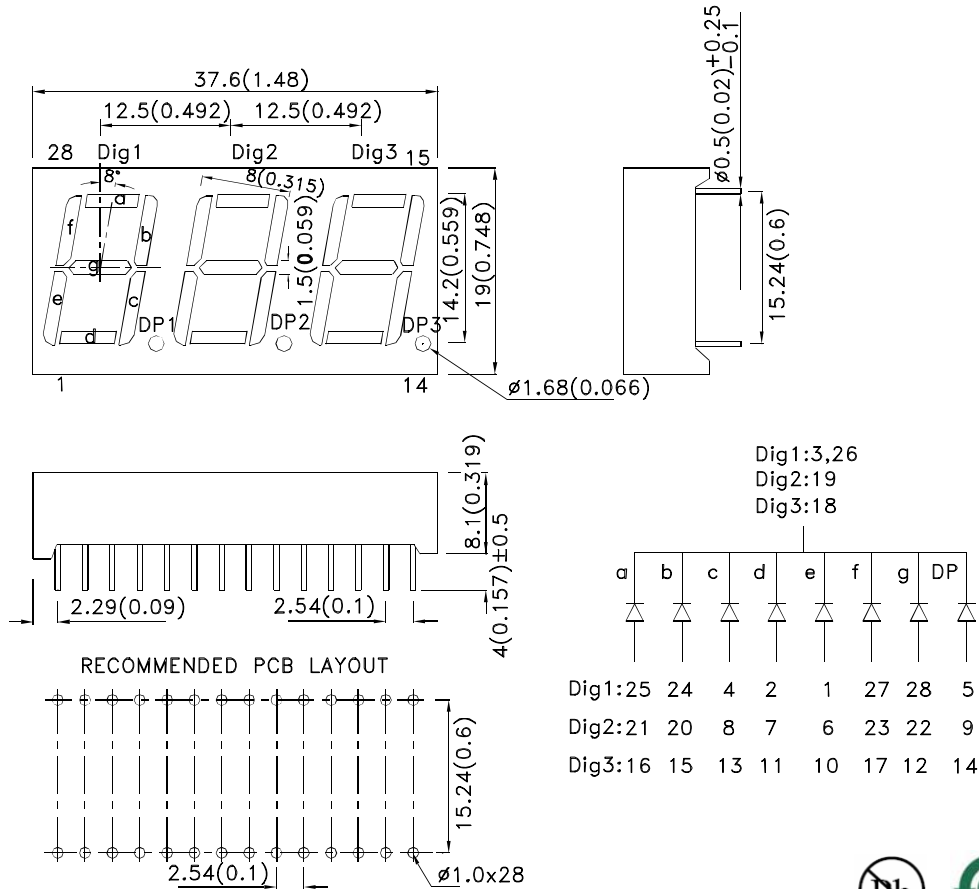 37.6(1.48)
12.5(0.492) 12.5(0.492)
28 Dig1 Dig2 Dig3 15
8° 8(0.315)
a
f
b
g
e
c
d
DP1 DP2 DP3
1.5(0.059)
14.2(0.559)
19(0.748)
1 14
ø1.68(0.066)
ø0.5(0.02)+0.25 -0.1
15.24(0.6)
8.1(0.319)
4(0.157)±0.5
2.29(0.09) 2.54(0.1)
RECOMMENDED PCB LAYOUT
15.24(0.6)
2.54(0.1) ø1.0x28
Dig1:3,26
Dig2:19
Dig3:18
a b c d e f g DP
Dig1:25 24 4 2 1 27 28 5
Dig2:21 20 8 7 6 23 22 9
Dig3:16 15 13 11 10 17 12 14